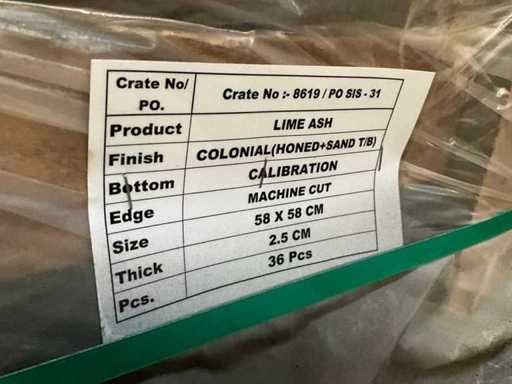 Crate No/ PO. Crate No :- 8619 / PO SIS - 31
Product LIME ASH
Finish COLONIAL(HONED+SAND T/B)
Bottom CALIBRATION
Edge MACHINE CUT
Size 58 X 58 CM
Thick 2.5 CM
Pcs. 36 Pcs